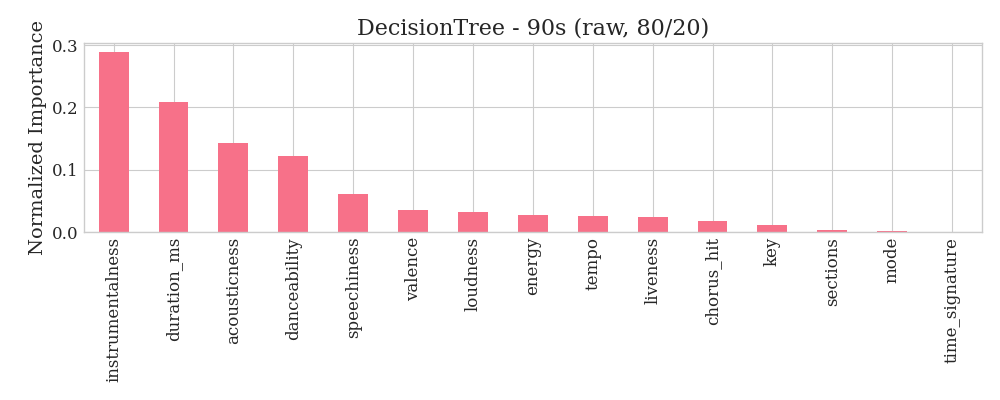 DecisionTree - 90s (raw, 80/20)
Normalized Importance
0.3
0.2
0.1
0.0
instrumentalness
duration_ms
acousticness
danceability
speechiness
valence
loudness
energy
tempo
liveness
chorus_hit
key
sections
mode
time_signature